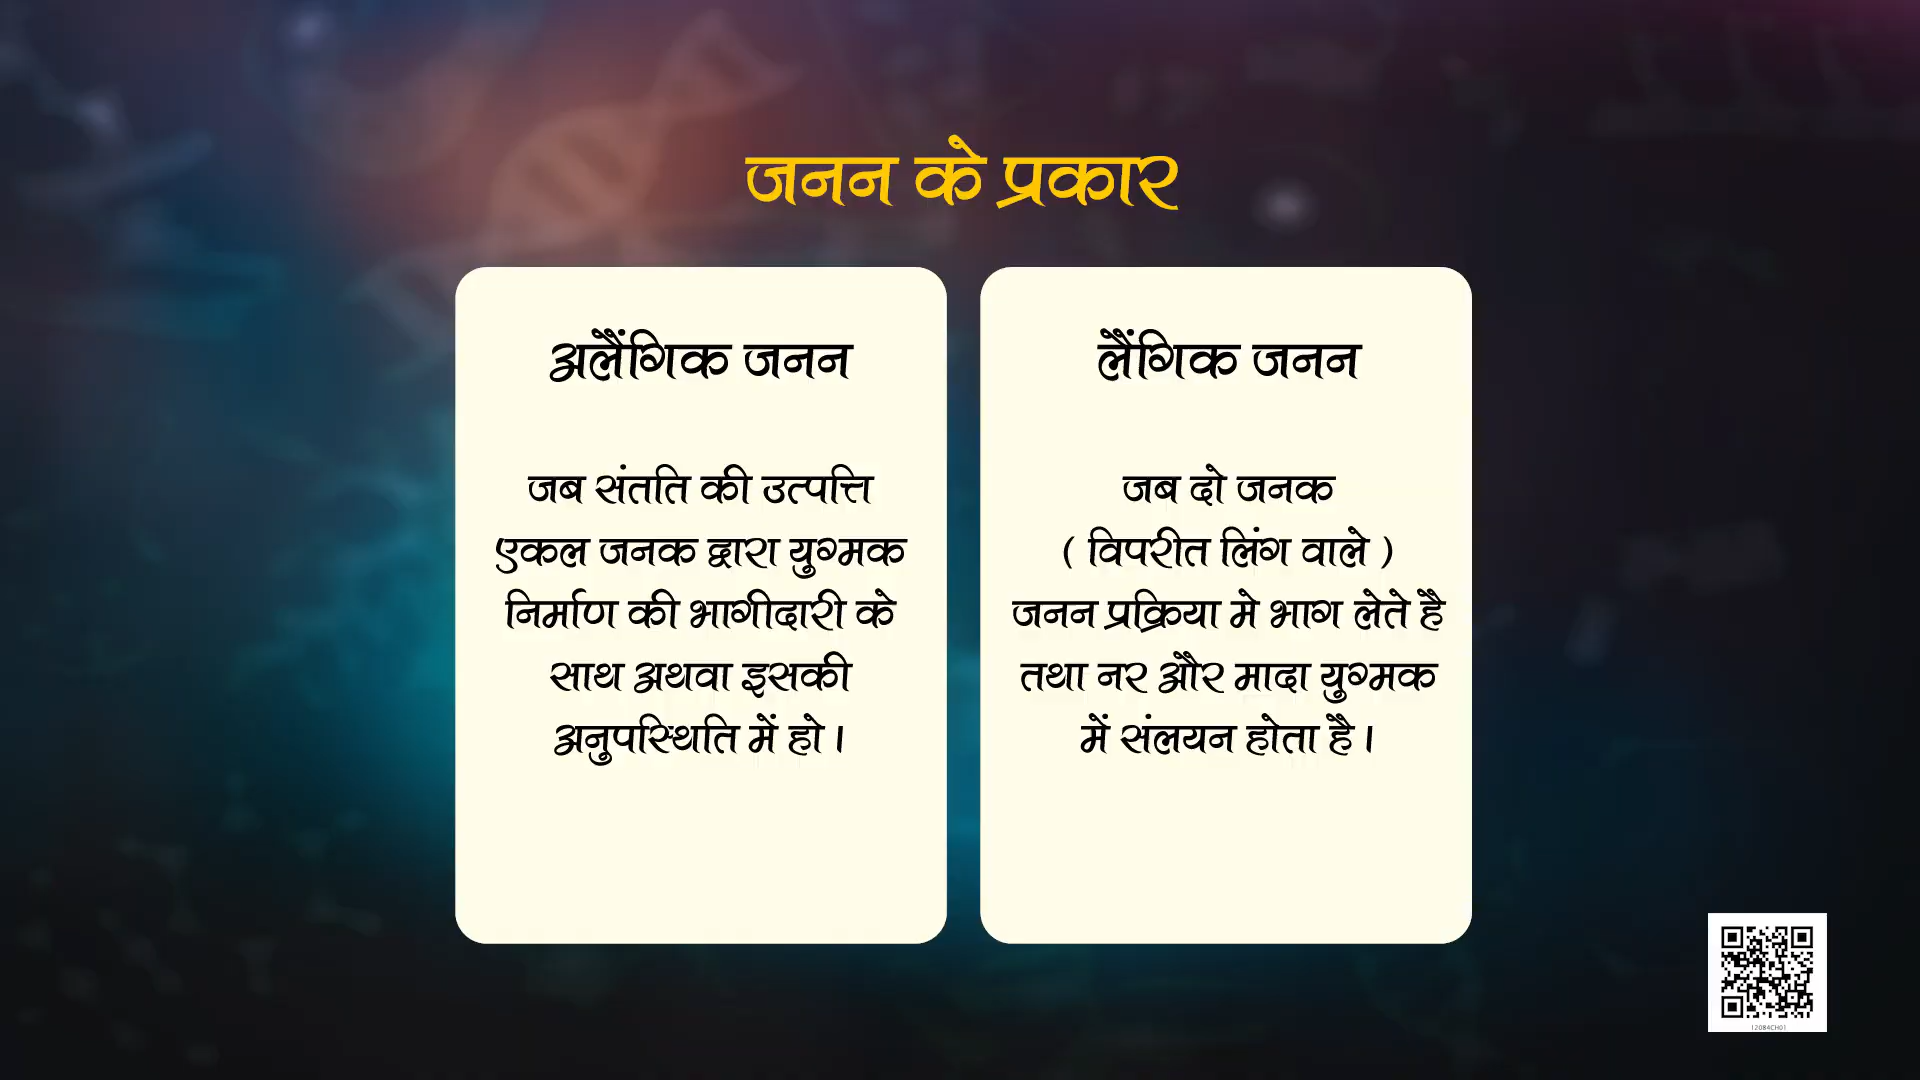 जनन के प्रकार
अलैंगिक जनन
जब संतति की उत्पत्ति
एकल जनक द्वारा युग्मक
निर्माण की भागीदारी के
साथ अथवा इसकी
अनुपस्थिति में हो ।
लैंगिक जनन
जब दो जनक
( विपरीत लिंग वाले )
जनन प्रक्रिया मे भाग लेते है
तथा नर और मादा युग्मक
में संलयन होता है ।
12084CH01